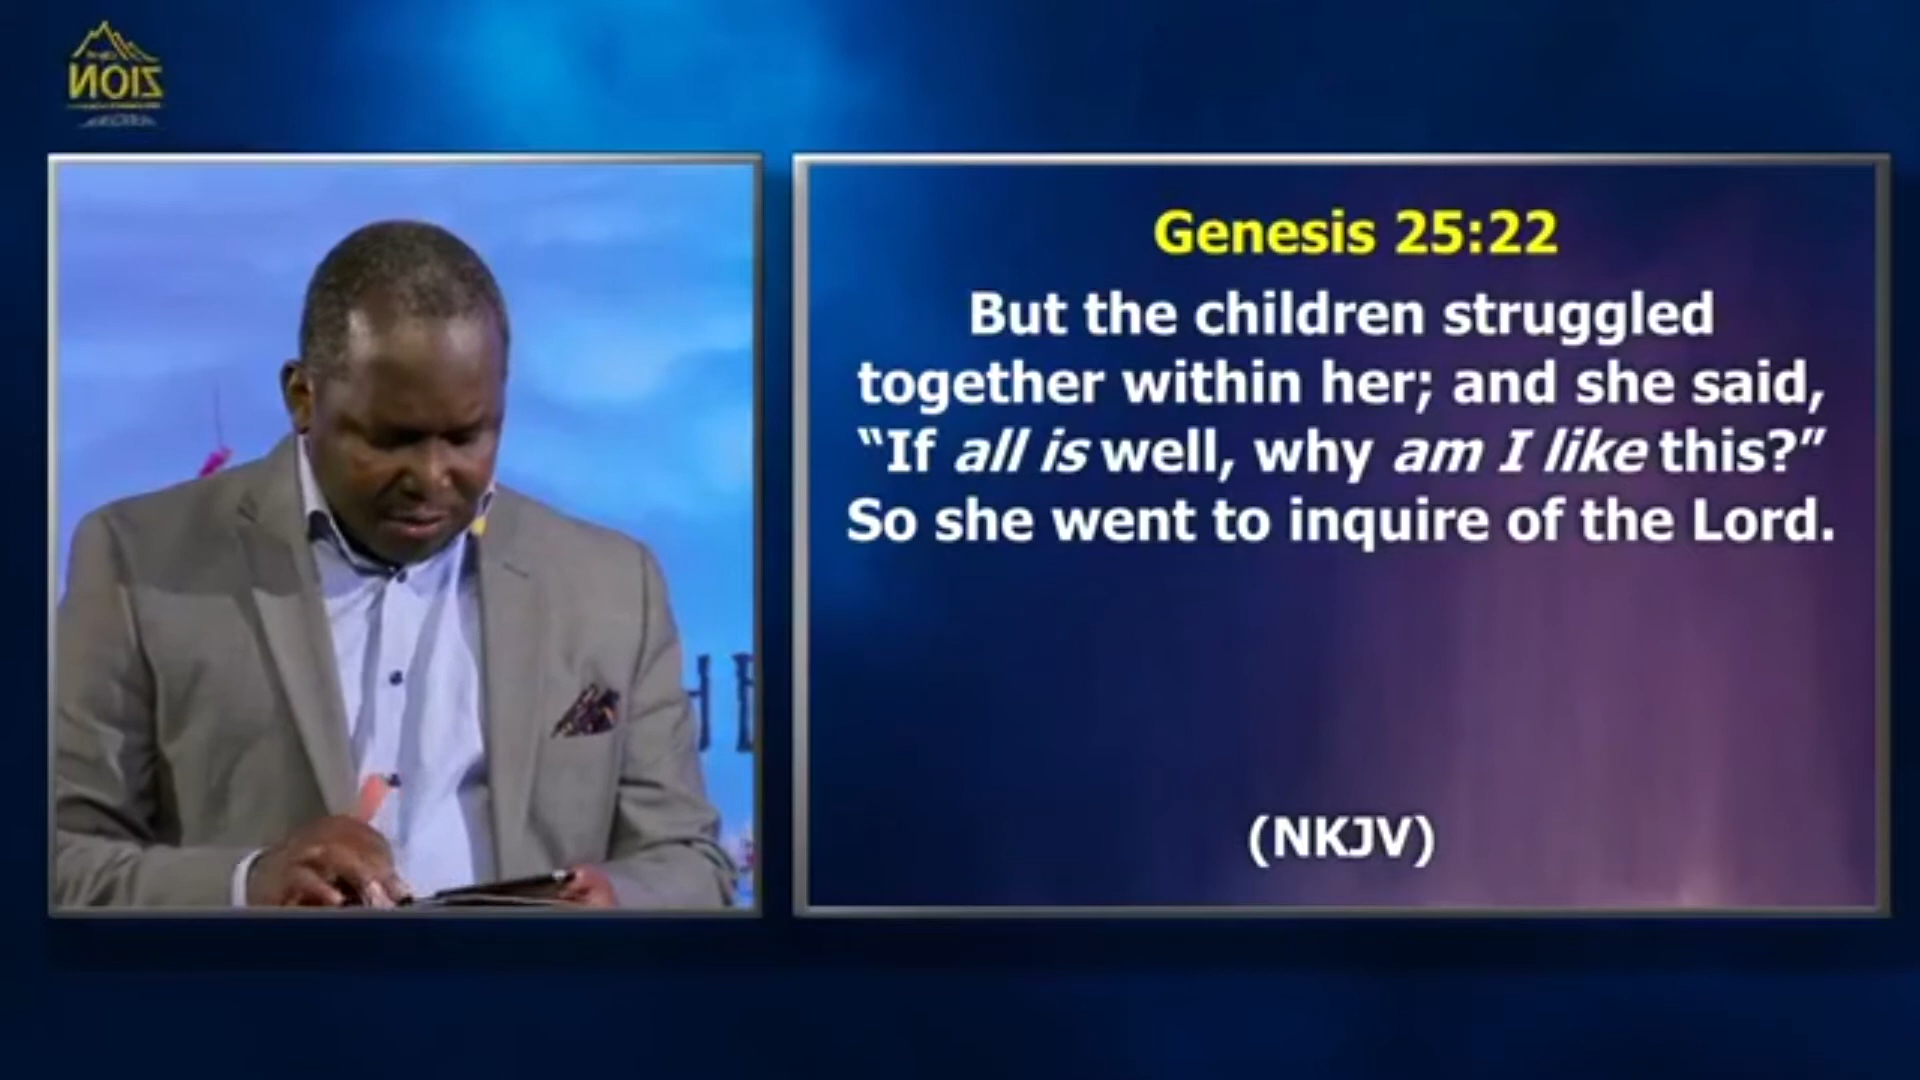 ZION
Genesis 25:22
But the children struggled
together within her; and she said,
“If all is well, why am I like this?”
So she went to inquire of the Lord.
HE
(NKJV)